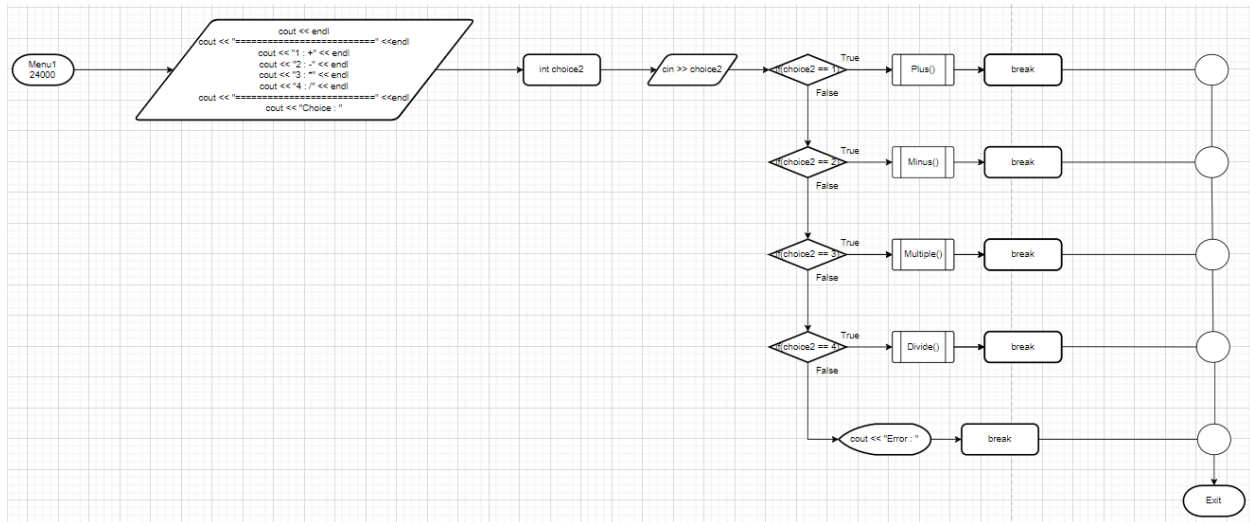 Menu1
24000
cout << endl
cout << "==========================" <<endl
cout << "1 : +" << endl
cout << "2 : -" << endl
cout << "3 : *" << endl
cout << "4 : /" << endl
cout << "==========================" <<endl
cout << "Choice : "
int choice2
cin >> choice2
if(choice2 == 1)
True
Plus()
break
False
if(choice2 == 2)
True
Minus()
break
False
if(choice2 == 3)
True
Multiple()
break
False
if(choice2 == 4)
True
Divide()
break
False
cout << "Error : "
break
Exit